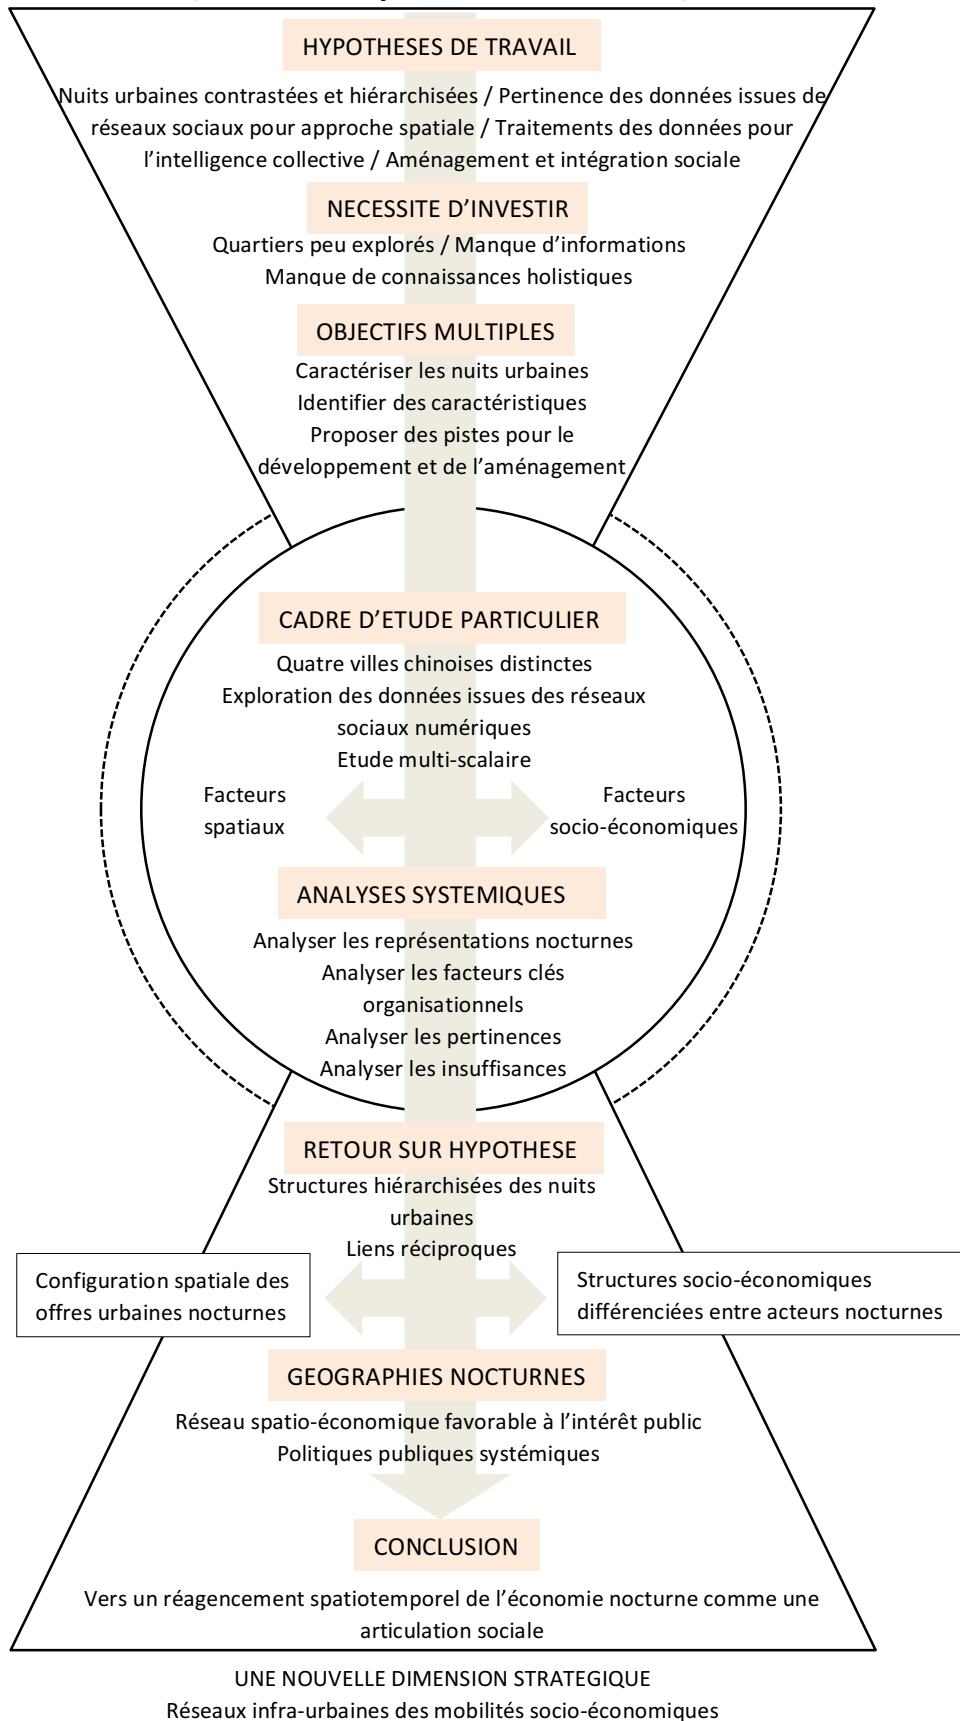 HYPOTHESES DE TRAVAIL
Nuits urbaines contrastées et hiérarchisées / Pertinence des données issues de
réseaux sociaux pour approche spatiale / Traitements des données pour
l’intelligence collective / Aménagement et intégration sociale
NECESSITE D’INVESTIR
Quartiers peu explorés / Manque d’informations
Manque de connaissances holistiques
OBJECTIFS MULTIPLES
Caractériser les nuits urbaines
Identifier des caractéristiques
Proposer des pistes pour le
développement et de l’aménagement
CADRE D’ETUDE PARTICULIER
Quatre villes chinoises distinctes
Exploration des données issues des réseaux
sociaux numériques
Etude multi-scalaire
Facteurs
spatiaux
Facteurs
socio-économiques
ANALYSES SYSTEMIQUES
Analyser les représentations nocturnes
Analyser les facteurs clés
organisationnels
Analyser les pertinences
Analyser les insuffisances
RETOUR SUR HYPOTHESE
Structures hiérarchisées des nuits
urbaines
Liens réciproques
Configuration spatiale des
offres urbaines nocturnes
Structures socio-économiques
différenciées entre acteurs nocturnes
GEOGRAPHIES NOCTURNES
Réseau spatio-économique favorable à l’intérêt public
Politiques publiques systémiques
CONCLUSION
Vers un réagencement spatiotemporel de l’économie nocturne comme une
articulation sociale
UNE NOUVELLE DIMENSION STRATEGIQUE
Réseaux infra-urbaines des mobilités socio-économiques